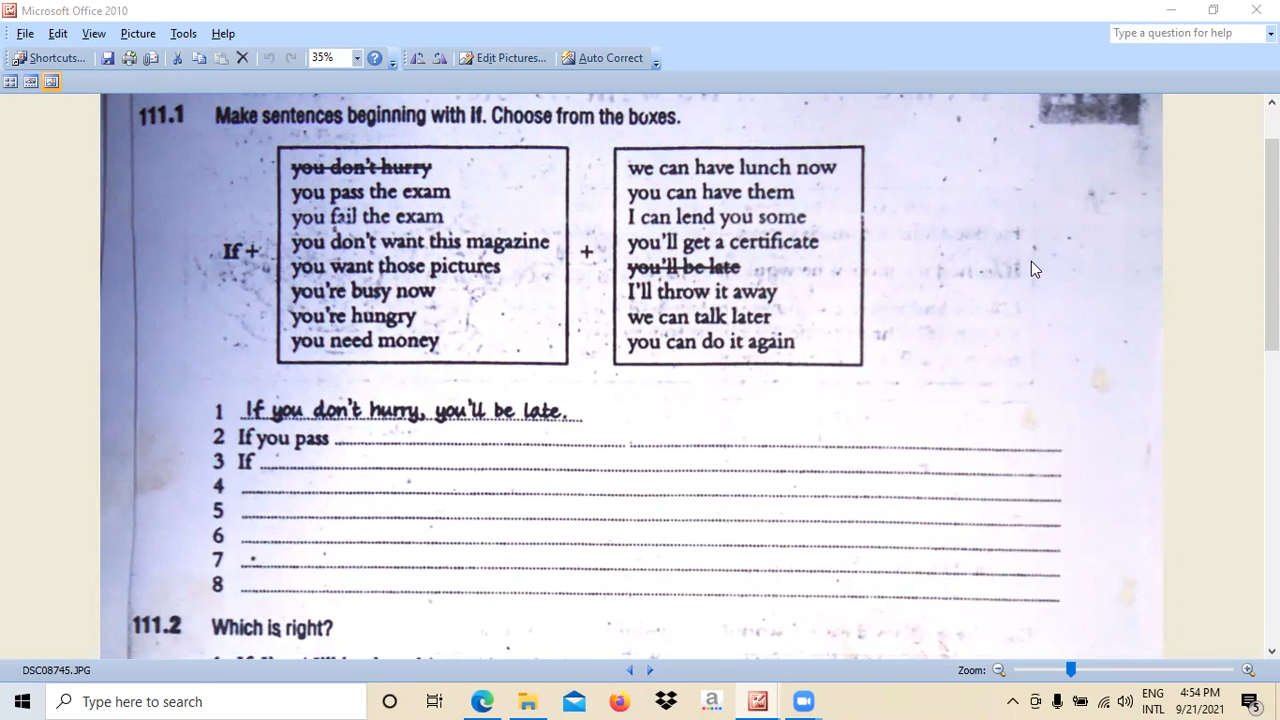 Microsoft Office 2010
File Edit View Picture Tools Help
Type a question for help
Shortcuts...
35%
Edit Pictures...
Auto Correct
111.1 Make sentences beginning with if. Choose from the boxes.
If +
you don't hurry
you pass the exam
you fail the exam
you don't want this magazine
you want those pictures
you're busy now
you're hungry
you need money
+
we can have lunch now
you can have them
I can lend you some
you'll get a certificate
you'll be late
I'll throw it away
we can talk later
you can do it again
1 If you don't hurry, you'll be late.
2 If you pass
3 If
4
5
6
7
8
111.2 Which is right?
DSC08745.JPG
Zoom:
Type here to search
a
ENG
INTL
4:52 PM
9/21/2021
5